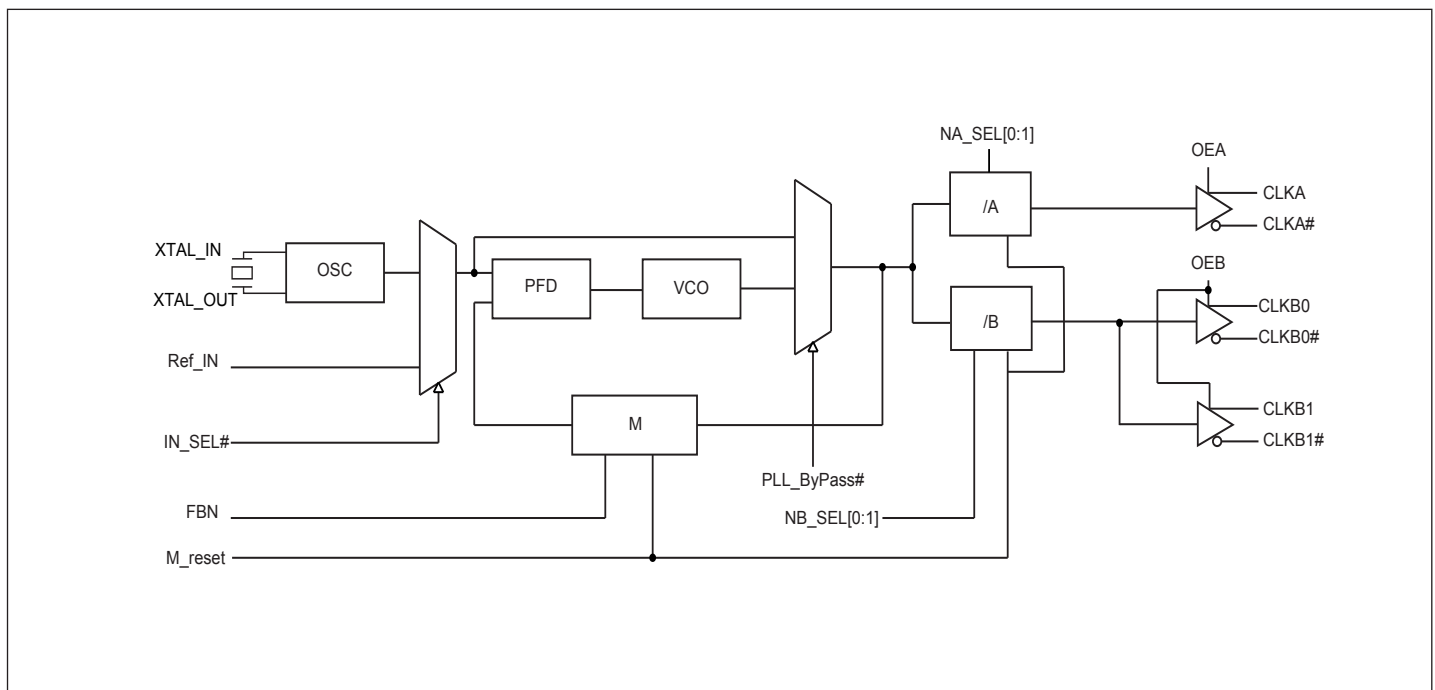 NA_SEL[0:1]
OEA
/A
CLKA
CLKA#
XTAL_IN
OSC
XTAL_OUT
PFD
VCO
OEB
/B
CLKB0
CLKB0#
Ref_IN
M
CLKB1
CLKB1#
IN_SEL#
PLL_ByPass#
FBN
NB_SEL[0:1]
M_reset